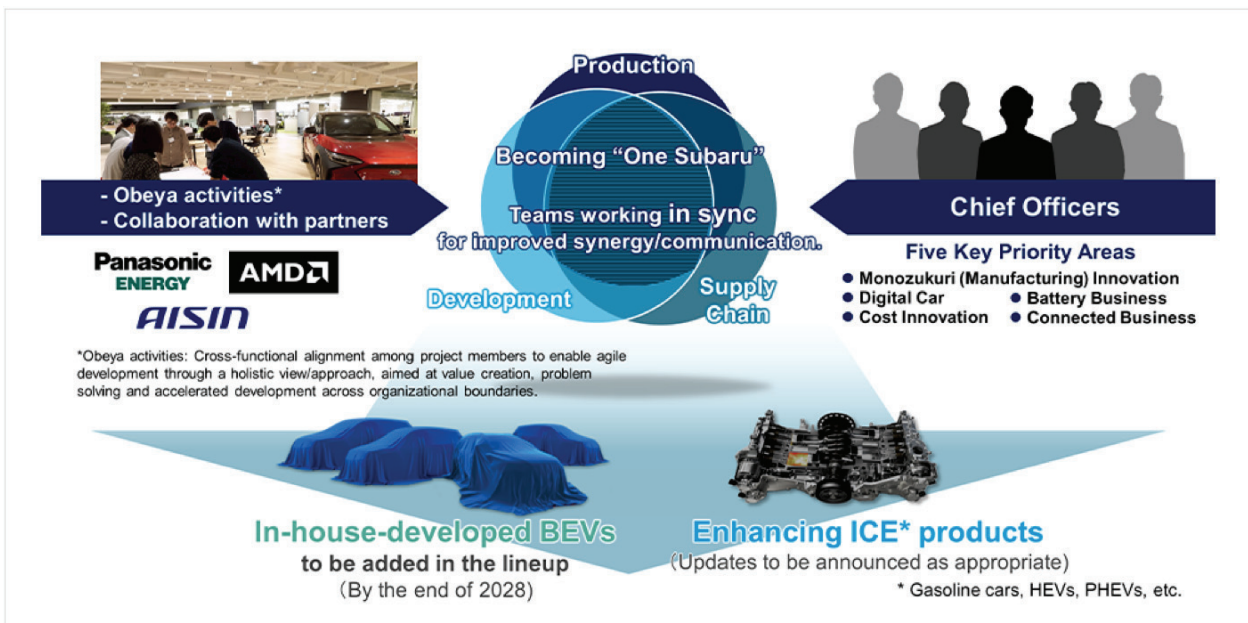 Production
Becoming “One Subaru”
Teams working in sync
for improved synergy/communication.
Development
Supply
Chain
- Obeya activities*
- Collaboration with partners
Panasonic
ENERGY
AMD
AISIN
*Obeya activities: Cross-functional alignment among project members to enable agile
development through a holistic view/approach, aimed at value creation, problem
solving and accelerated development across organizational boundaries.
Chief Officers
Five Key Priority Areas
● Monozukuri (Manufacturing) Innovation
● Digital Car ● Battery Business
● Cost Innovation ● Connected Business
In-house-developed BEVs
to be added in the lineup
(By the end of 2028)
Enhancing ICE* products
(Updates to be announced as appropriate)
* Gasoline cars, HEVs, PHEVs, etc.